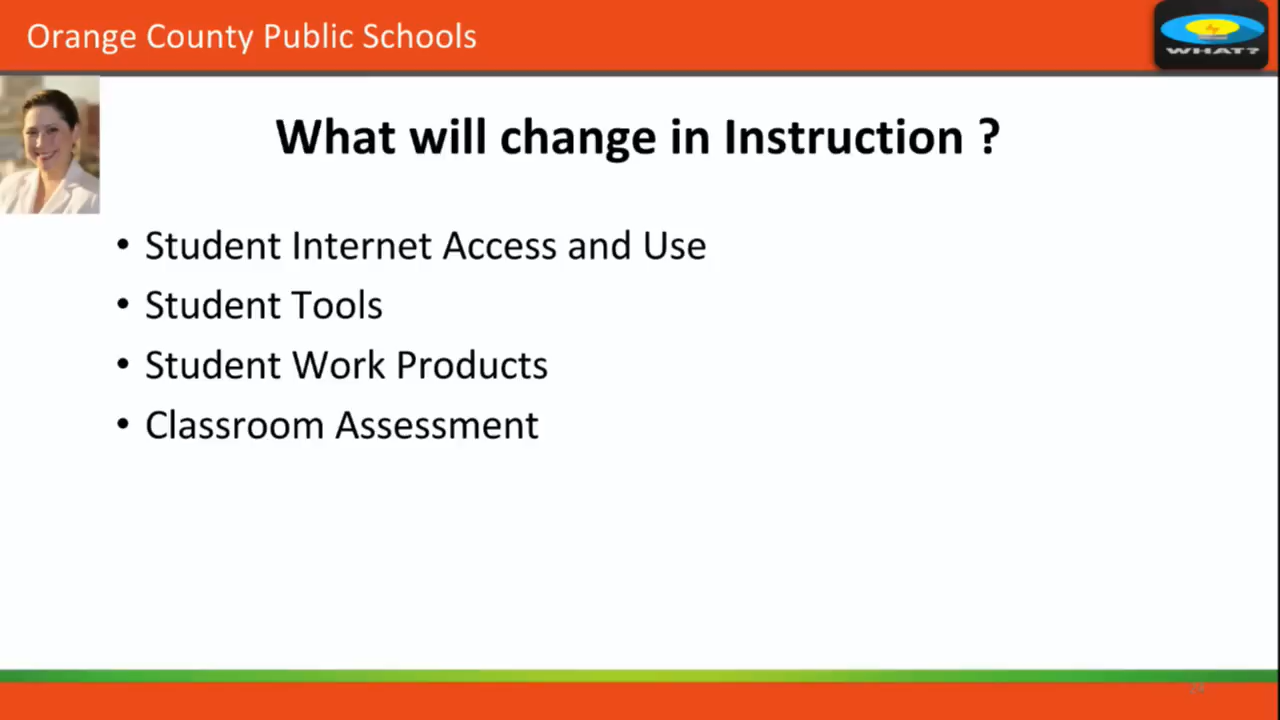 Orange County Public Schools
WHAT?
What will change in Instruction ?
• Student Internet Access and Use
• Student Tools
• Student Work Products
• Classroom Assessment